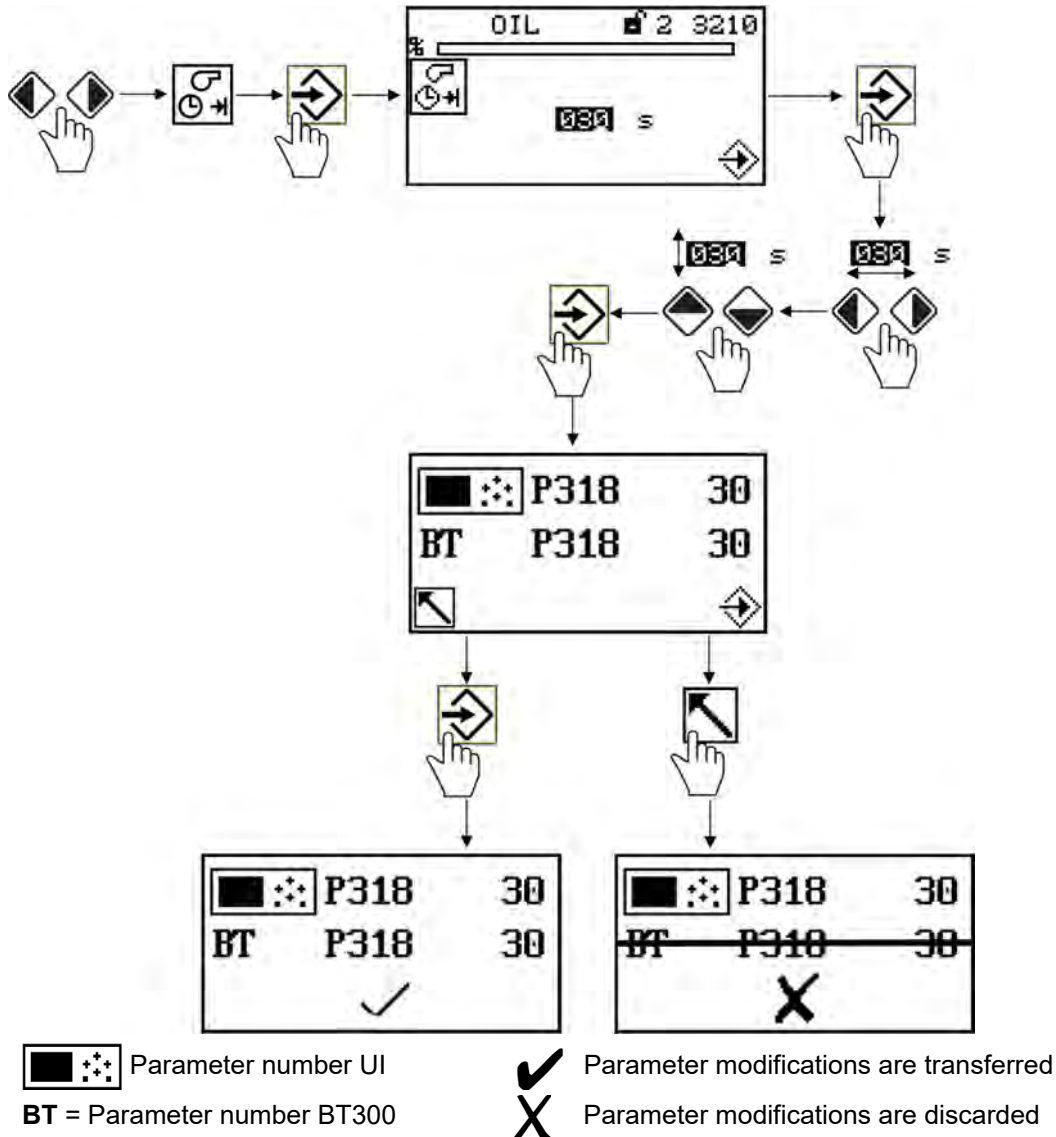 OIL 2 3210
%
030 s
030 s
030 s
P318 30
BT P318 30
P318 30
BT P318 30
P318 30
BT P318 30
Parameter number UI
Parameter modifications are transferred
BT = Parameter number BT300
Parameter modifications are discarded